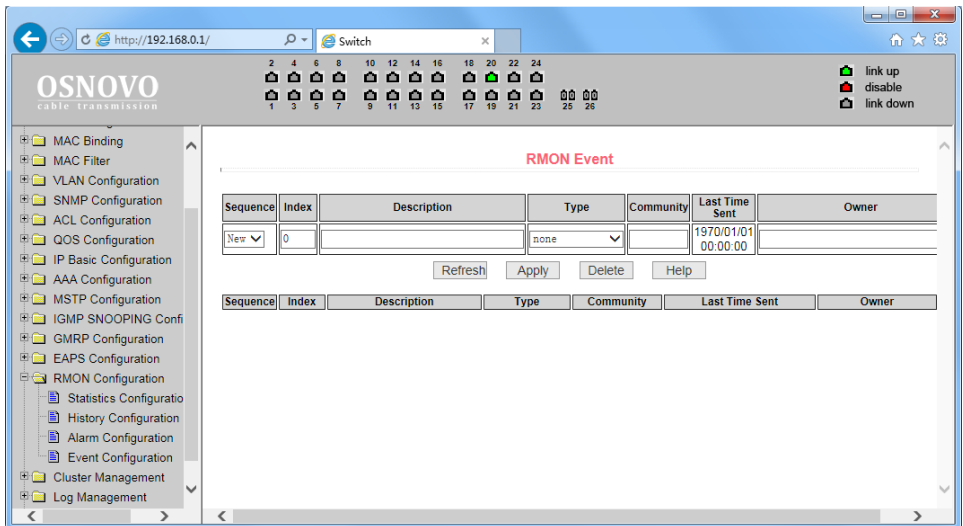 http://192.168.0.1/
Switch
OSNOVO
cable transmission
2 4 6 8 10 12 14 16 18 20 22 24
1 3 5 7 9 11 13 15 17 19 21 23 25 26
link up
disable
link down
MAC Binding
MAC Filter
VLAN Configuration
SNMP Configuration
ACL Configuration
QOS Configuration
IP Basic Configuration
AAA Configuration
MSTP Configuration
IGMP SNOOPING Confi
GMRP Configuration
EAPS Configuration
RMON Configuration
Statistics Configuratio
History Configuration
Alarm Configuration
Event Configuration
Cluster Management
Log Management
RMON Event
Sequence Index Description Type Community Last Time Sent Owner
New 0 none 1970/01/01 00:00:00
Refresh Apply Delete Help
Sequence Index Description Type Community Last Time Sent Owner